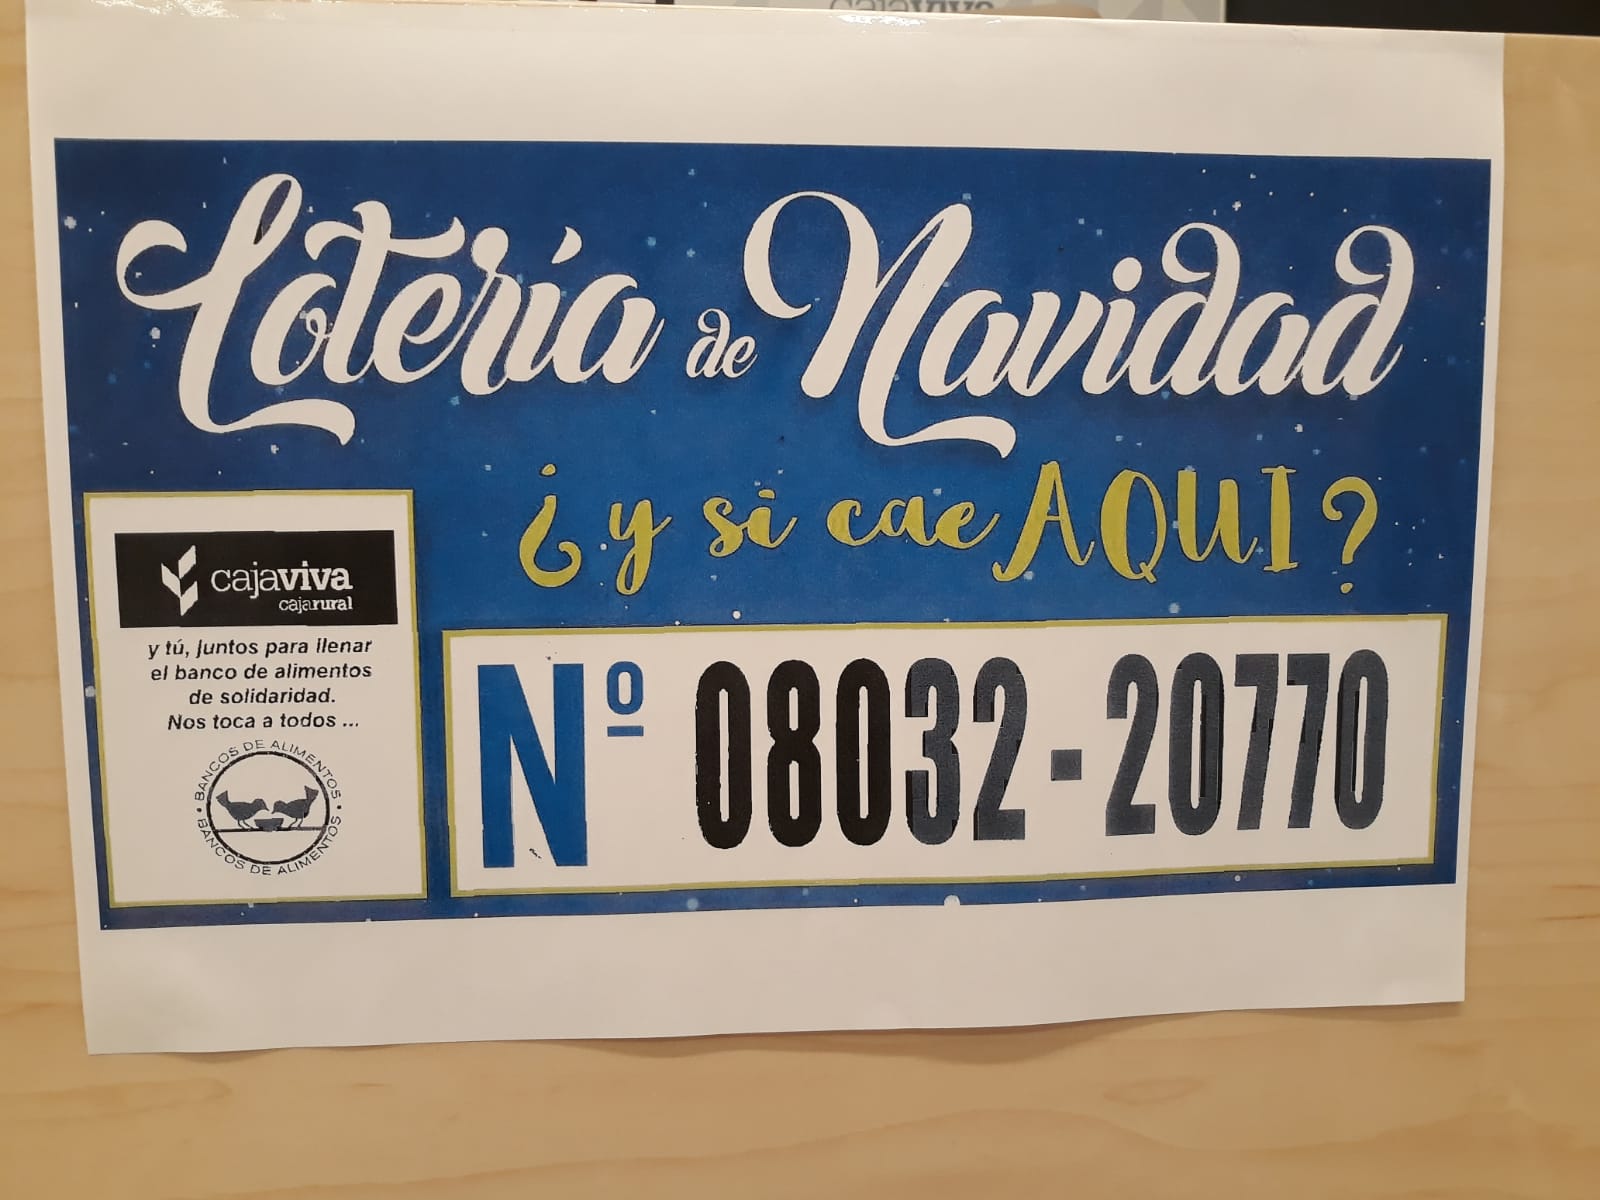 cajaviva
Lotería de Navidad
¿y si cae AQUI?
cajaviva
cajarural
y tú, juntos para llenar
el banco de alimentos
de solidaridad.
Nos toca a todos ...
BANCOS DE ALIMENTOS
BANCOS DE ALIMENTOS
Nº 08032-20770